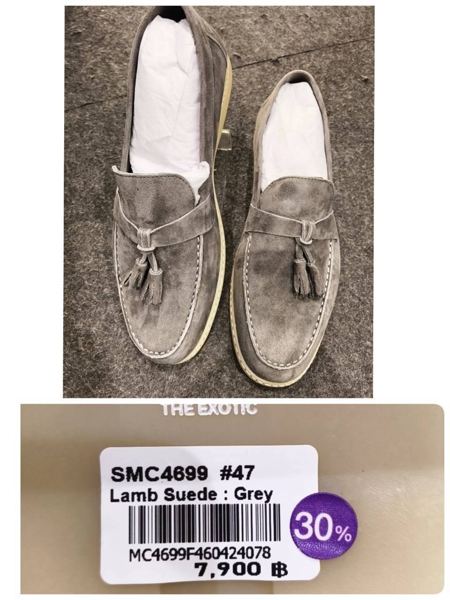 THE EXOTIC
SMC4699 #47
Lamb Suede : Grey
30%
MC4699F460424078
7,900 ฿